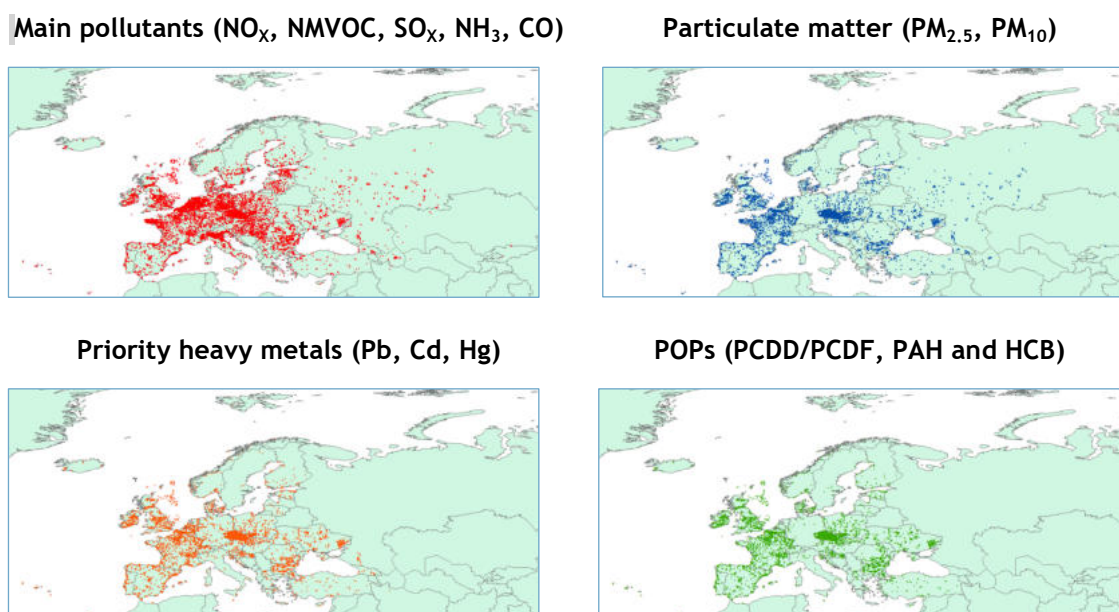 Main pollutants (NOX, NMVOC, SOX, NH3, CO)
Particulate matter (PM2.5, PM10)
Priority heavy metals (Pb, Cd, Hg)
POPs (PCDD/PCDF, PAH and HCB)